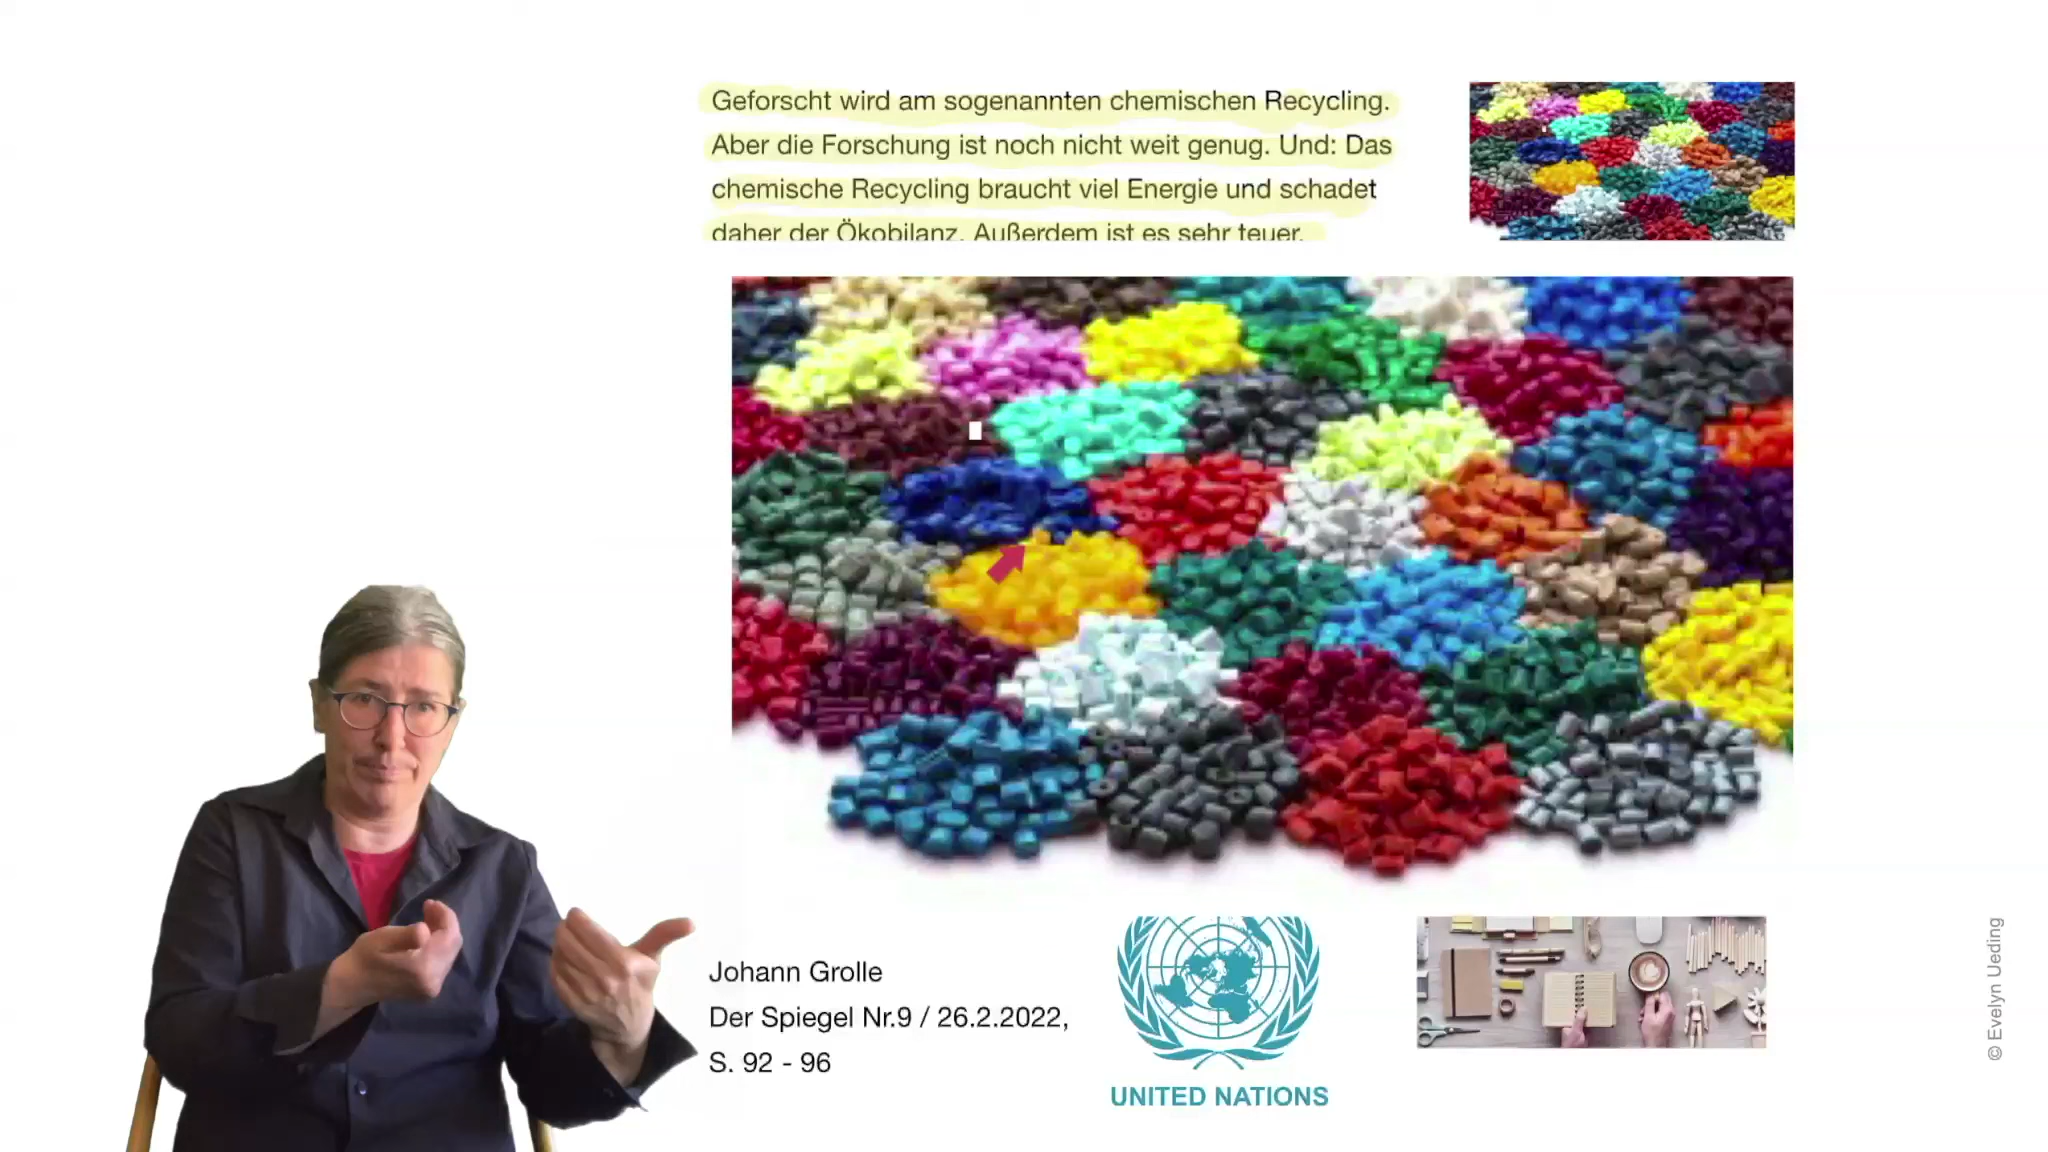 Geforscht wird am sogenannten chemischen Recycling.
Aber die Forschung ist noch nicht weit genug. Und: Das
chemische Recycling braucht viel Energie und schadet
daher der Ökobilanz. Außerdem ist es sehr teuer.
Johann Grolle
Der Spiegel Nr.9 / 26.2.2022,
S. 92 - 96
UNITED NATIONS
© Evelyn Ueding